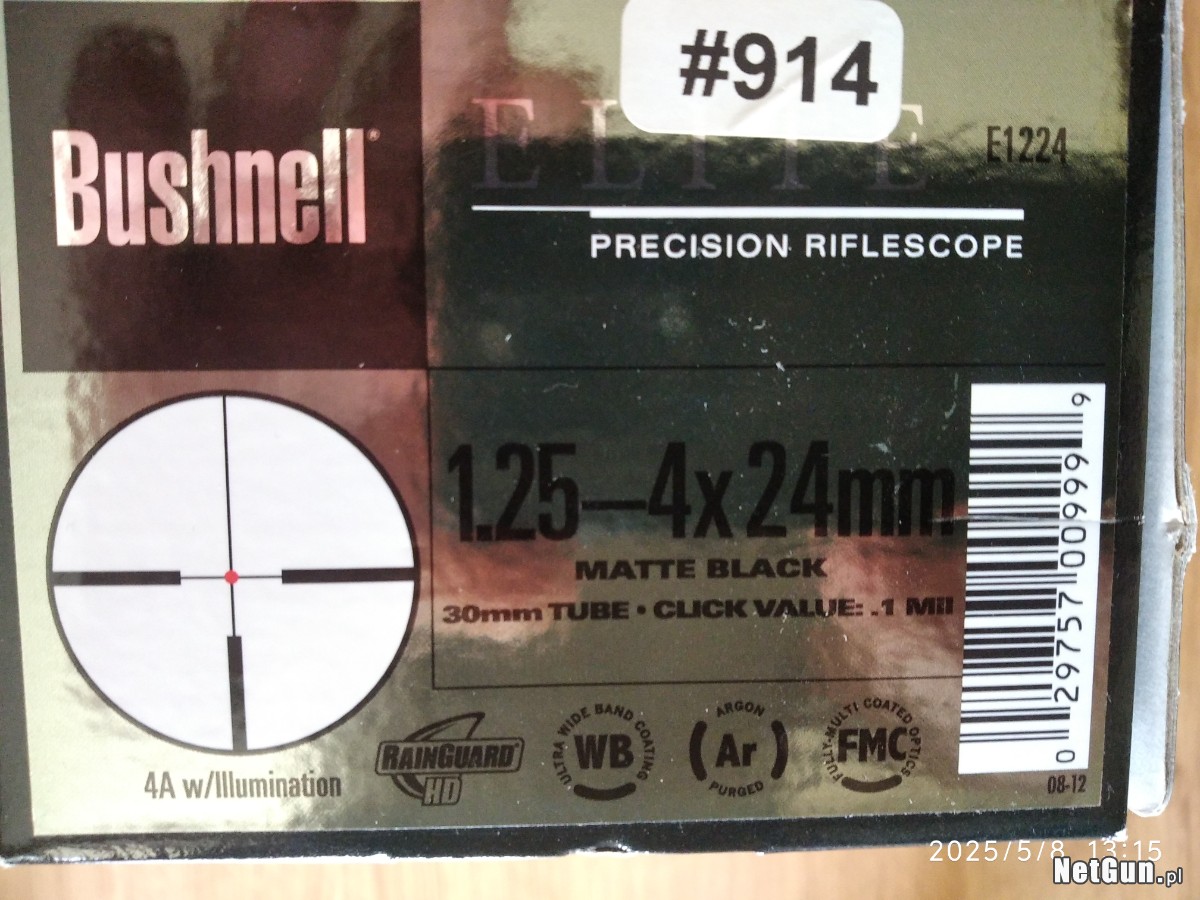 #914
Bushnell®
ELITE
E1224
PRECISION RIFLESCOPE
1.25–4x24mm
MATTE BLACK
30mm TUBE • CLICK VALUE: .1 Mil
4A w/Illumination
RAINGUARD®
HD
ULTRA WIDE BAND COATING
WB
ARGON
Ar
PURGED
FULLY-MULTI COATED OPTICS
FMC
0 29757 00999 9
08-12
2025/5/8 13:15
NetGun.pl